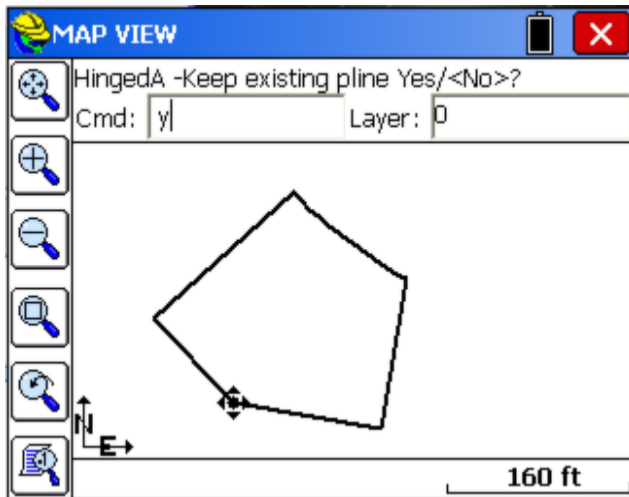 MAP VIEW
HingedA -Keep existing pline Yes/<No>?
Cmd: y Layer: 0
N
E
160 ft